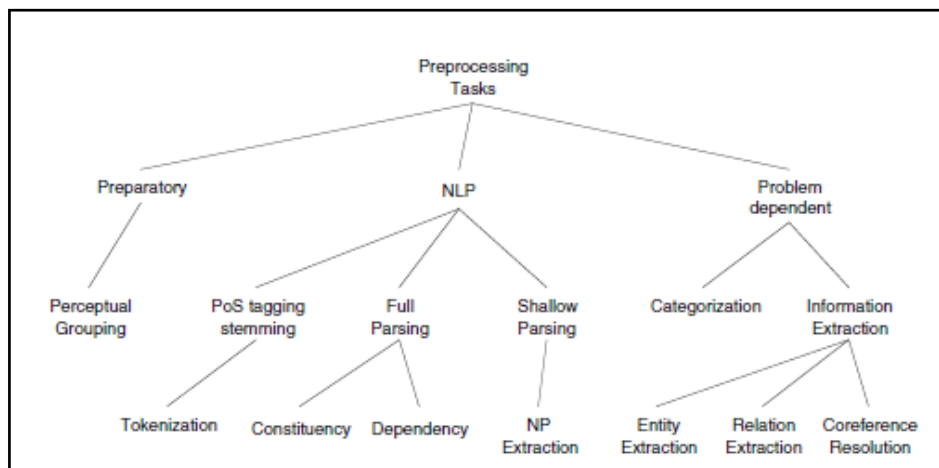 Preprocessing
Tasks
Preparatory
NLP
Problem
dependent
Perceptual
Grouping
PoS tagging
stemming
Full
Parsing
Shallow
Parsing
Categorization
Information
Extraction
Tokenization
Constituency
Dependency
NP
Extraction
Entity
Extraction
Relation
Extraction
Coreference
Resolution